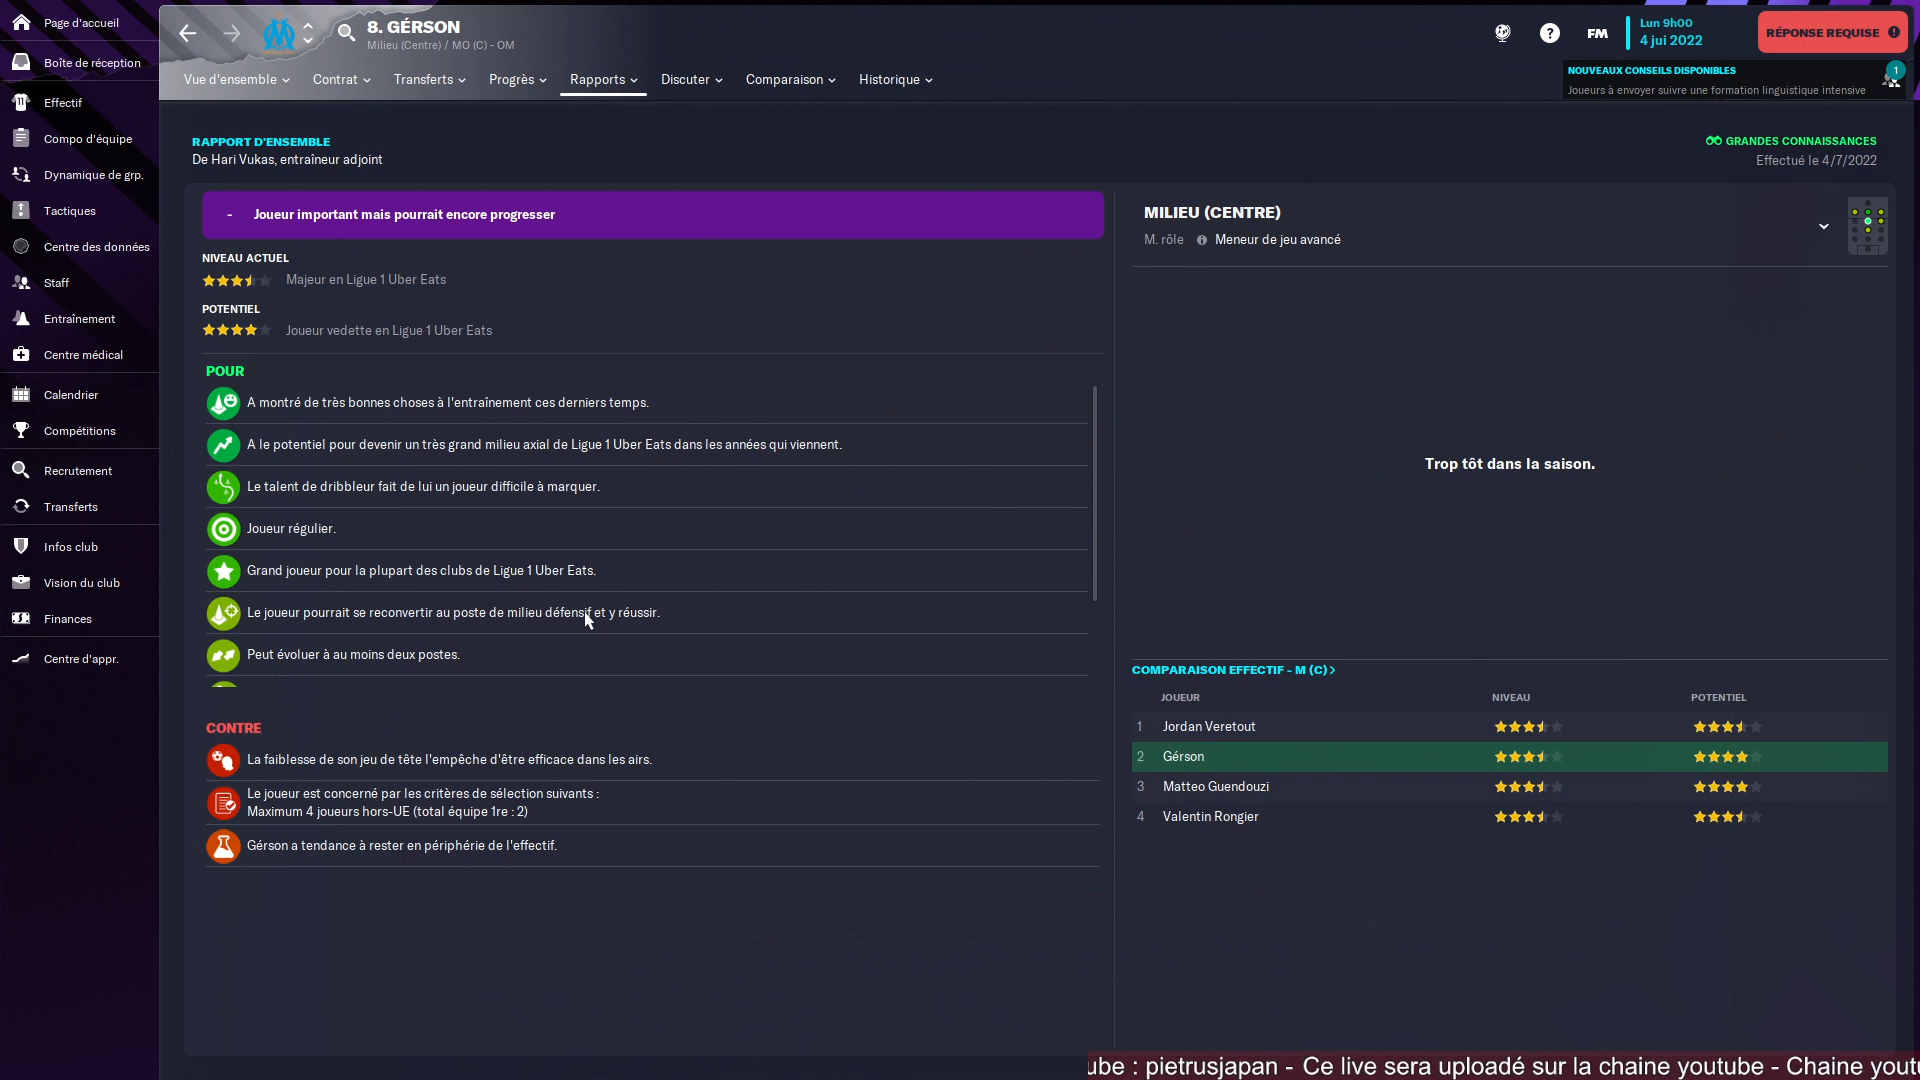 Page d'accueil
Boîte de réception
Effectif
Compo d'équipe
Dynamique de grp.
Tactiques
Centre des données
Staff
Entraînement
Centre médical
Calendrier
Compétitions
Recrutement
Transferts
Infos club
Vision du club
Finances
Centre d'appr.
8. GÉRSON
Milieu (Centre) / MO (C) - OM
FM
Lun 9h00
4 jui 2022
RÉPONSE REQUISE
Vue d'ensemble
Contrat
Transferts
Progrès
Rapports
Discuter
Comparaison
Historique
NOUVEAUX CONSEILS DISPONIBLES
1
Joueurs à envoyer suivre une formation linguistique intensive
RAPPORT D'ENSEMBLE
De Hari Vukas, entraîneur adjoint
GRANDES CONNAISSANCES
Effectué le 4/7/2022
- Joueur important mais pourrait encore progresser
NIVEAU ACTUEL
Majeur en Ligue 1 Uber Eats
POTENTIEL
Joueur vedette en Ligue 1 Uber Eats
POUR
A montré de très bonnes choses à l'entraînement ces derniers temps.
A le potentiel pour devenir un très grand milieu axial de Ligue 1 Uber Eats dans les années qui viennent.
Le talent de dribbleur fait de lui un joueur difficile à marquer.
Joueur régulier.
Grand joueur pour la plupart des clubs de Ligue 1 Uber Eats.
Le joueur pourrait se reconvertir au poste de milieu défensif et y réussir.
Peut évoluer à au moins deux postes.
CONTRE
La faiblesse de son jeu de tête l'empêche d'être efficace dans les airs.
Le joueur est concerné par les critères de sélection suivants :
Maximum 4 joueurs hors-UE (total équipe 1re : 2)
Gérson a tendance à rester en périphérie de l'effectif.
MILIEU (CENTRE)
M. rôle Meneur de jeu avancé
Trop tôt dans la saison.
COMPARAISON EFFECTIF - M (C)>
JOUEUR NIVEAU POTENTIEL
1 Jordan Veretout
2 Gérson
3 Matteo Guendouzi
4 Valentin Rongier
ube : pietrusjapan - Ce live sera uploadé sur la chaine youtube - Chaine yout